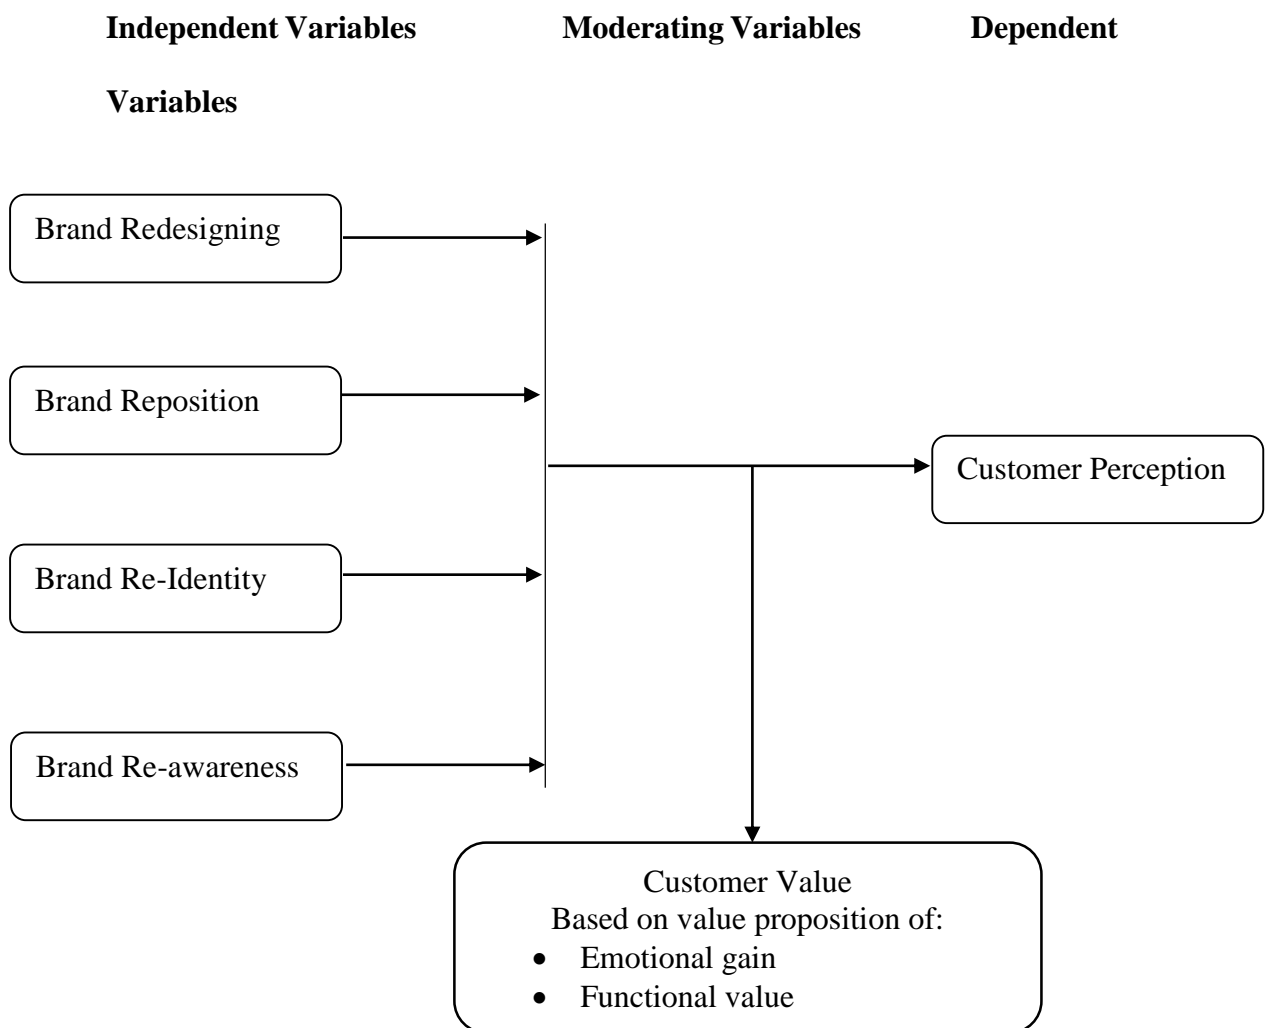 Independent Variables Moderating Variables Dependent
Variables
Brand Redesigning
Brand Reposition
Customer Perception
Brand Re-Identity
Brand Re-awareness
Customer Value
Based on value proposition of:
• Emotional gain
• Functional value